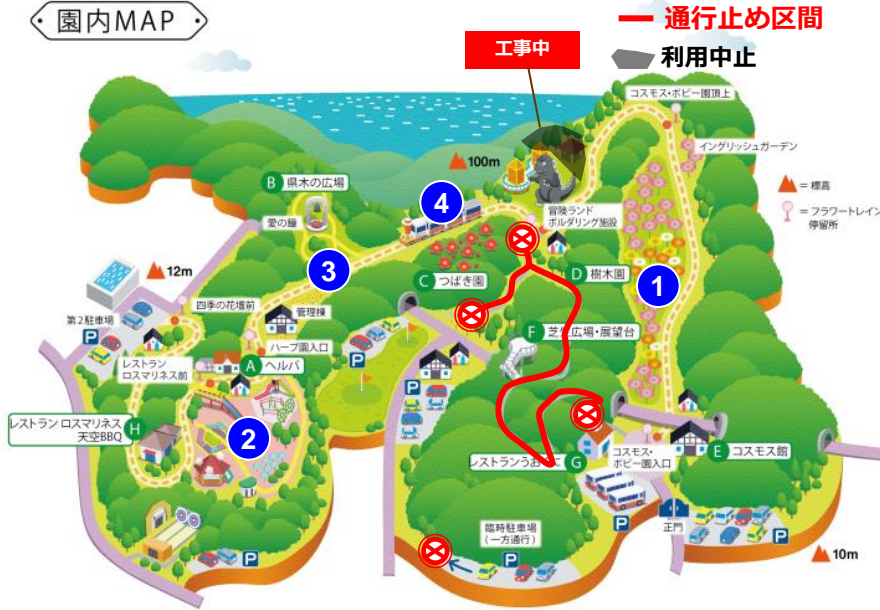 園内MAP
通行止め区間
利用中止
工事中
コスモス・ポピー園頂上
イングリッシュガーデン
=標高
=フラワートレイン
停留所
100m
B 県木の広場
愛の鐘
4
冒険ランド
ボルダリング施設
3
C つばき園
D 樹木園
1
12m
四季の花壇前
管理棟
第2駐車場
P
ハーブ園入口
P
F 芝生広場・展望台
レストラン
ロスマリネス前
A ヘルバ
P
レストラン ロスマリネス
天空BBQ
H
2
レストランうお
G
コスモス・
ポピー園入口
E コスモス館
正門
P
P
臨時駐車場
(一方通行)
P
P
10m